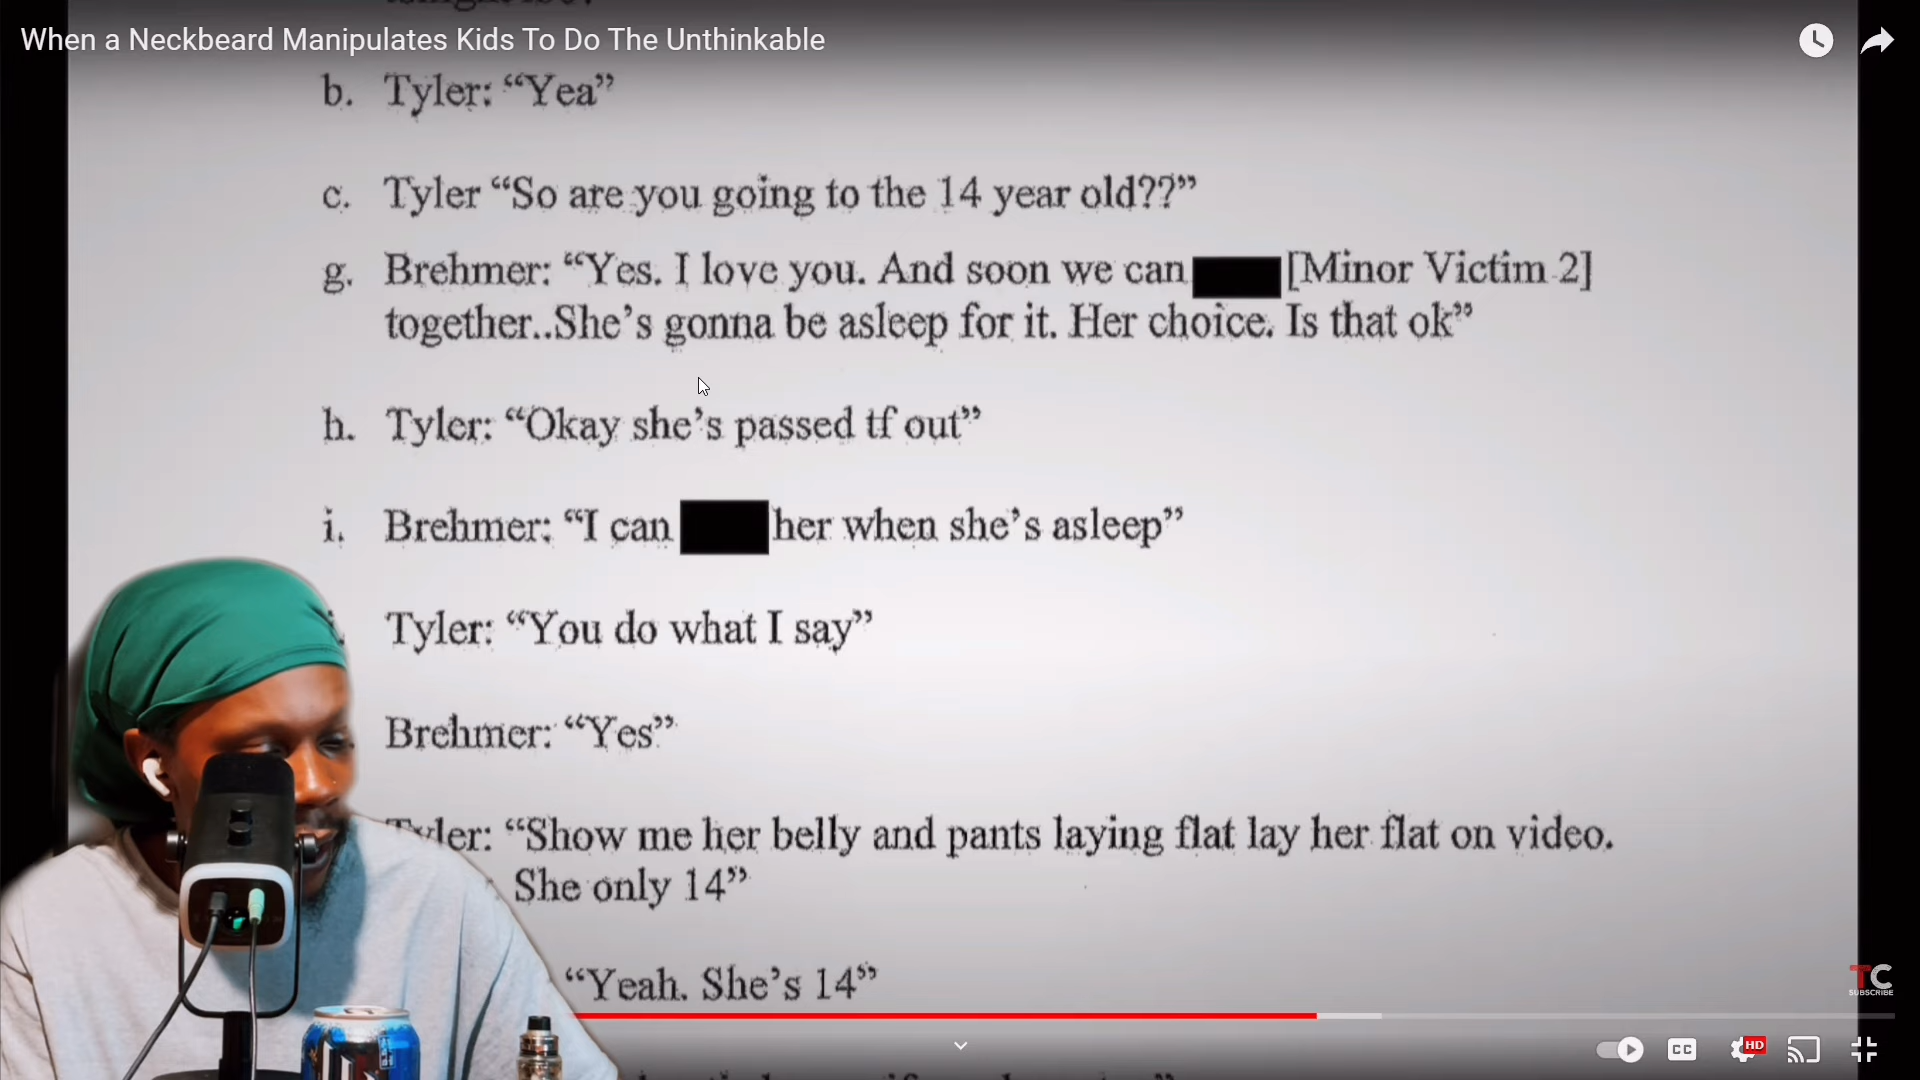 When a Neckbeard Manipulates Kids To Do The Unthinkable
b. Tyler: “Yea”
c. Tyler “So are you going to the 14 year old??”
g. Brehmer: “Yes. I love you. And soon we can [Minor Victim 2]
together..She’s gonna be asleep for it. Her choice. Is that ok”
h. Tyler: “Okay she’s passed tf out”
i. Brehmer: “I can her when she’s asleep”
Tyler: “You do what I say”
Brehmer: “Yes”
Tyler: “Show me her belly and pants laying flat lay her flat on video.
She only 14”
“Yeah. She’s 14”
TC
SUBSCRIBE
CC
HD